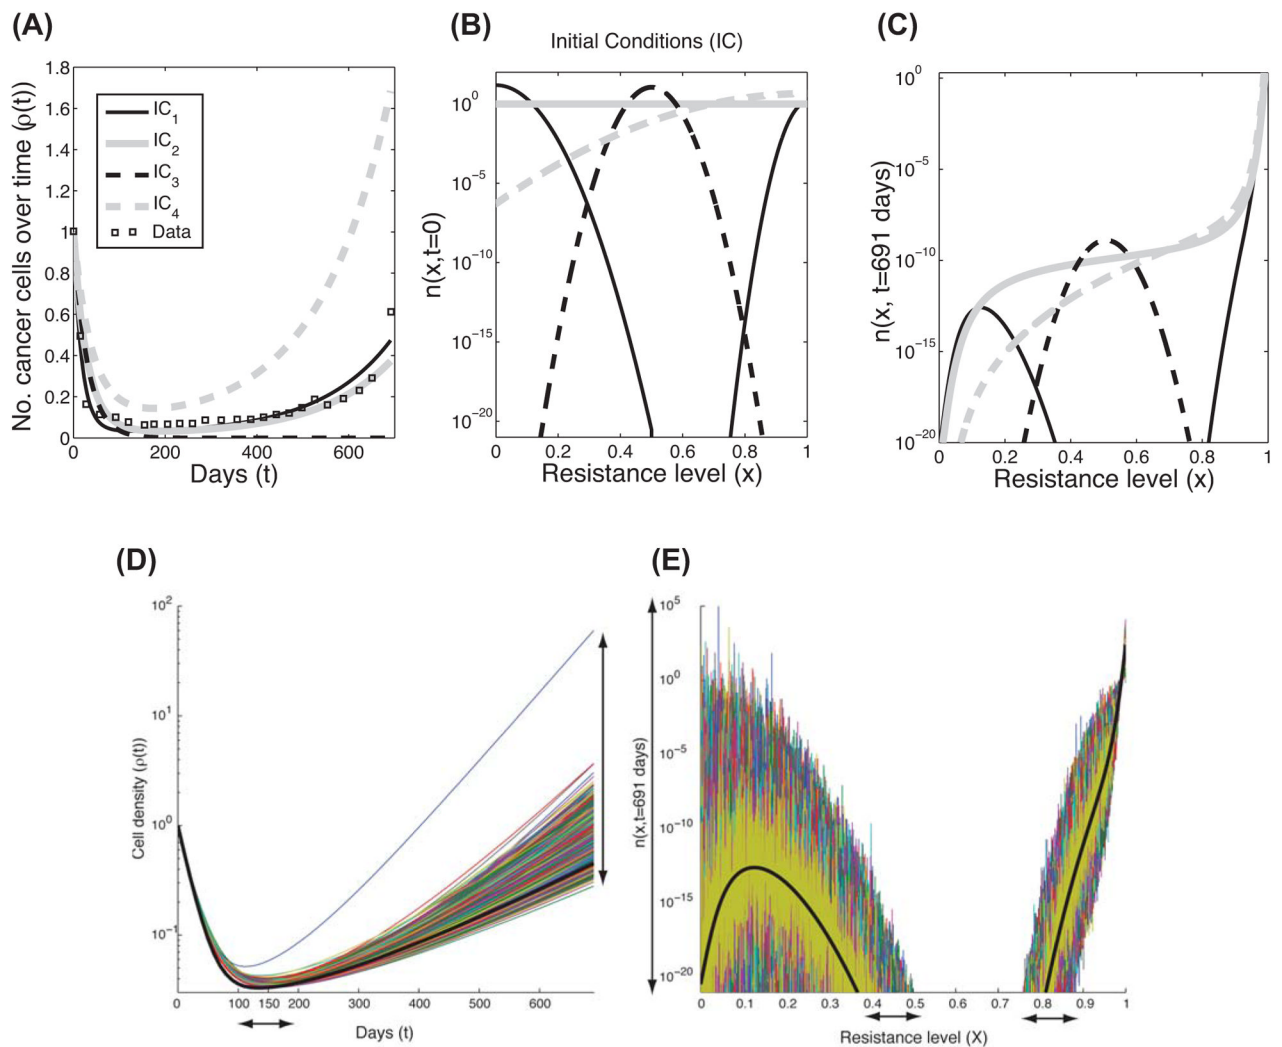 (A)
No. cancer cells over time (ρ(t))
1.8
1.6
1.4
1.2
1
0.8
0.6
0.4
0.2
0
IC1
IC2
IC3
IC4
Data
0 200 400 600
Days (t)
(B)
Initial Conditions (IC)
n(x,t=0)
10^0
10^-5
10^-10
10^-15
10^-20
0 0.2 0.4 0.6 0.8 1
Resistance level (x)
(C)
n(x, t=691 days)
10^0
10^-5
10^-10
10^-15
10^-20
0 0.2 0.4 0.6 0.8 1
Resistance level (x)
(D)
Cell density (ρ(t))
10^2
10^1
10^0
10^-1
0 100 150 200 300 400 500 600
Days (t)
(E)
n(x,t=691 days)
10^5
10^0
10^-5
10^-10
10^-15
10^-20
0 0.1 0.2 0.3 0.4 0.5 0.6 0.7 0.8 0.9 1
Resistance level (X)